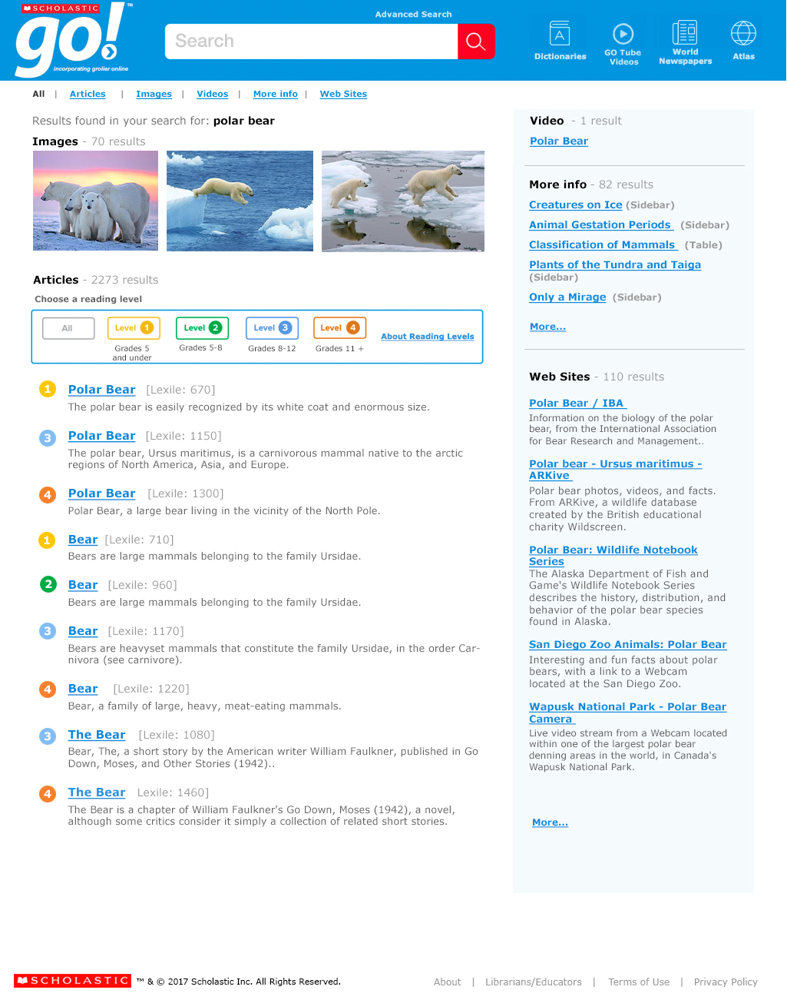 SCHOLASTIC
go!™
incorporating grolier online
Advanced Search
Search
Dictionaries
GO Tube
Videos
World
Newspapers
Atlas
All | Articles | Images | Videos | More info | Web Sites
Results found in your search for: polar bear
Images - 70 results
Articles - 2273 results
Choose a reading level
All
Level 1
Grades 5
and under
Level 2
Grades 5-8
Level 3
Grades 8-12
Level 4
Grades 11 +
About Reading Levels
1 Polar Bear [Lexile: 670]
The polar bear is easily recognized by its white coat and enormous size.
3 Polar Bear [Lexile: 1150]
The polar bear, Ursus maritimus, is a carnivorous mammal native to the arctic
regions of North America, Asia, and Europe.
4 Polar Bear [Lexile: 1300]
Polar Bear, a large bear living in the vicinity of the North Pole.
1 Bear [Lexile: 710]
Bears are large mammals belonging to the family Ursidae.
2 Bear [Lexile: 960]
Bears are large mammals belonging to the family Ursidae.
3 Bear [Lexile: 1170]
Bears are heavyset mammals that constitute the family Ursidae, in the order Car-
nivora (see carnivore).
4 Bear [Lexile: 1220]
Bear, a family of large, heavy, meat-eating mammals.
3 The Bear [Lexile: 1080]
Bear, The, a short story by the American writer William Faulkner, published in Go
Down, Moses, and Other Stories (1942)..
4 The Bear Lexile: 1460]
The Bear is a chapter of William Faulkner's Go Down, Moses (1942), a novel,
although some critics consider it simply a collection of related short stories.
Video - 1 result
Polar Bear
More info - 82 results
Creatures on Ice (Sidebar)
Animal Gestation Periods (Sidebar)
Classification of Mammals (Table)
Plants of the Tundra and Taiga
(Sidebar)
Only a Mirage (Sidebar)
More...
Web Sites - 110 results
Polar Bear / IBA
Information on the biology of the polar
bear, from the International Association
for Bear Research and Management..
Polar bear - Ursus maritimus -
ARKive
Polar bear photos, videos, and facts.
From ARKive, a wildlife database
created by the British educational
charity Wildscreen.
Polar Bear: Wildlife Notebook
Series
The Alaska Department of Fish and
Game's Wildlife Notebook Series
describes the history, distribution, and
behavior of the polar bear species
found in Alaska.
San Diego Zoo Animals: Polar Bear
Interesting and fun facts about polar
bears, with a link to a Webcam
located at the San Diego Zoo.
Wapusk National Park - Polar Bear
Camera
Live video stream from a Webcam located
within one of the largest polar bear
denning areas in the world, in Canada's
Wapusk National Park.
More...
SCHOLASTIC ™ & © 2017 Scholastic Inc. All Rights Reserved.
About | Librarians/Educators | Terms of Use | Privacy Policy